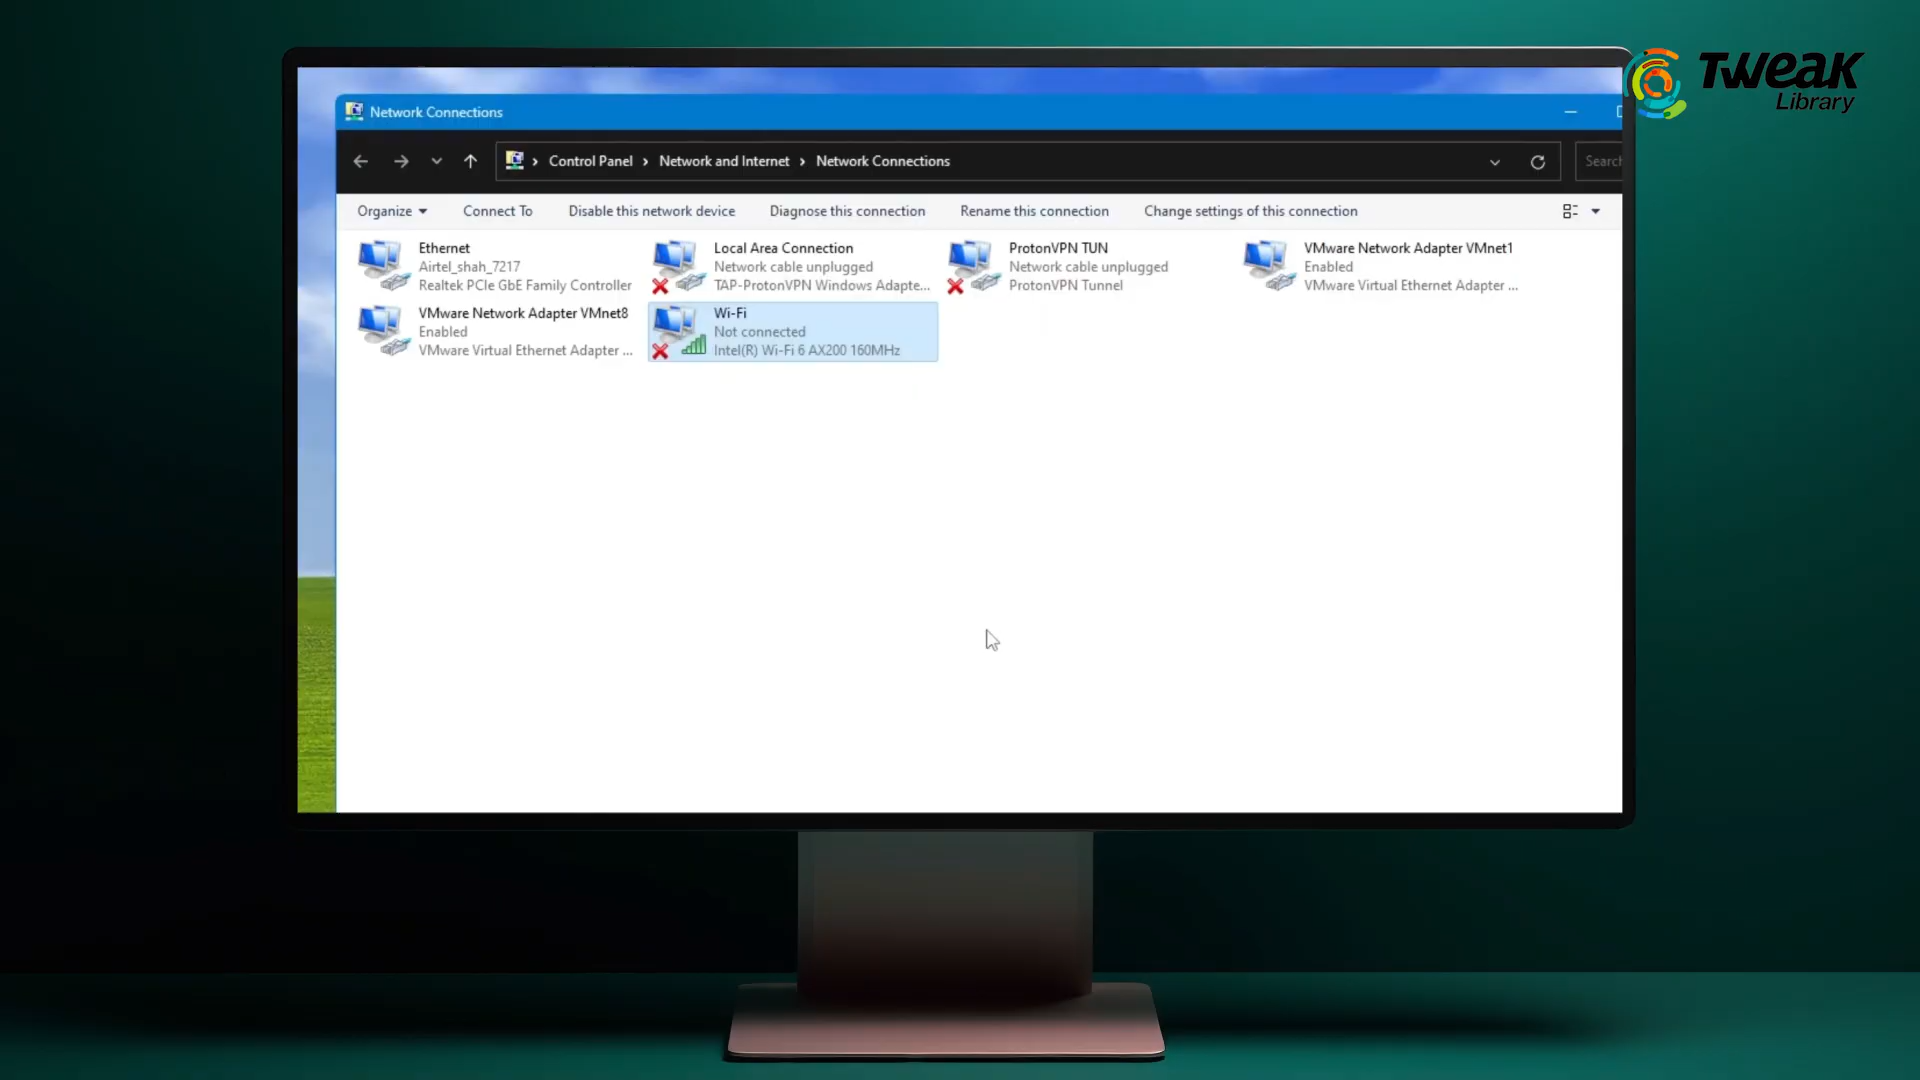 TWeaK
Library
Network Connections
Control Panel > Network and Internet > Network Connections
Search
Organize
Connect To
Disable this network device
Diagnose this connection
Rename this connection
Change settings of this connection
Ethernet
Airtel_shah_7217
Realtek PCIe GbE Family Controller
Local Area Connection
Network cable unplugged
TAP-ProtonVPN Windows Adapte...
ProtonVPN TUN
Network cable unplugged
ProtonVPN Tunnel
VMware Network Adapter VMnet1
Enabled
VMware Virtual Ethernet Adapter ...
VMware Network Adapter VMnet8
Enabled
VMware Virtual Ethernet Adapter ...
Wi-Fi
Not connected
Intel(R) Wi-Fi 6 AX200 160MHz